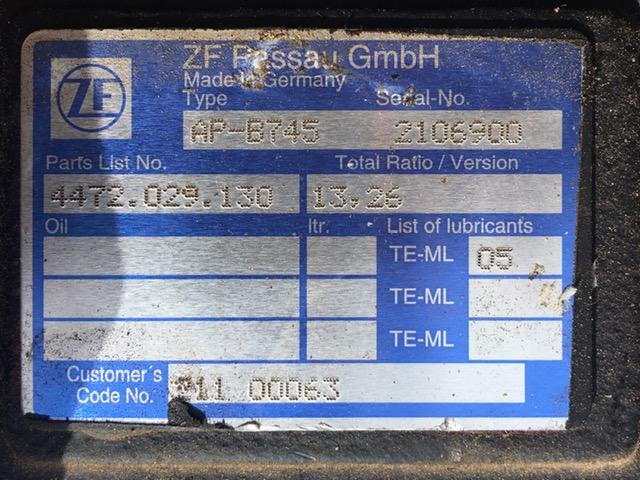 ZF Passau GmbH
ZF
Made in Germany
Type Serial-No.
AP-B745 2106900
Parts List No. Total Ratio / Version
4472.029.130 13,26
Oil ltr. List of lubricants
TE-ML 05
TE-ML
TE-ML
Customer's
Code No. 11 00063